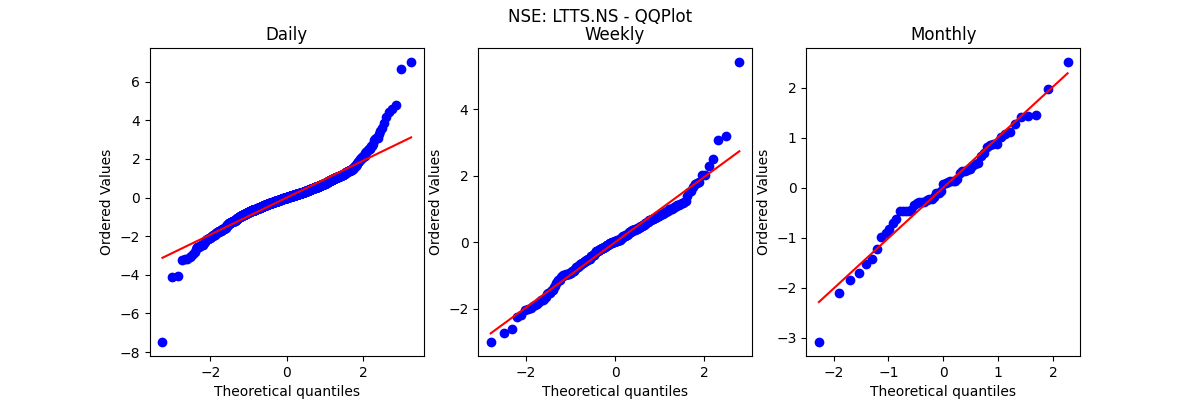 NSE: LTTS.NS - QQPlot
Daily
Weekly
Monthly
Ordered Values
6
4
2
0
−2
−4
−6
−8
−2
0
2
Theoretical quantiles
Ordered Values
4
2
0
−2
−2
0
2
Theoretical quantiles
Ordered Values
2
1
0
−1
−2
−3
−2
−1
0
1
2
Theoretical quantiles